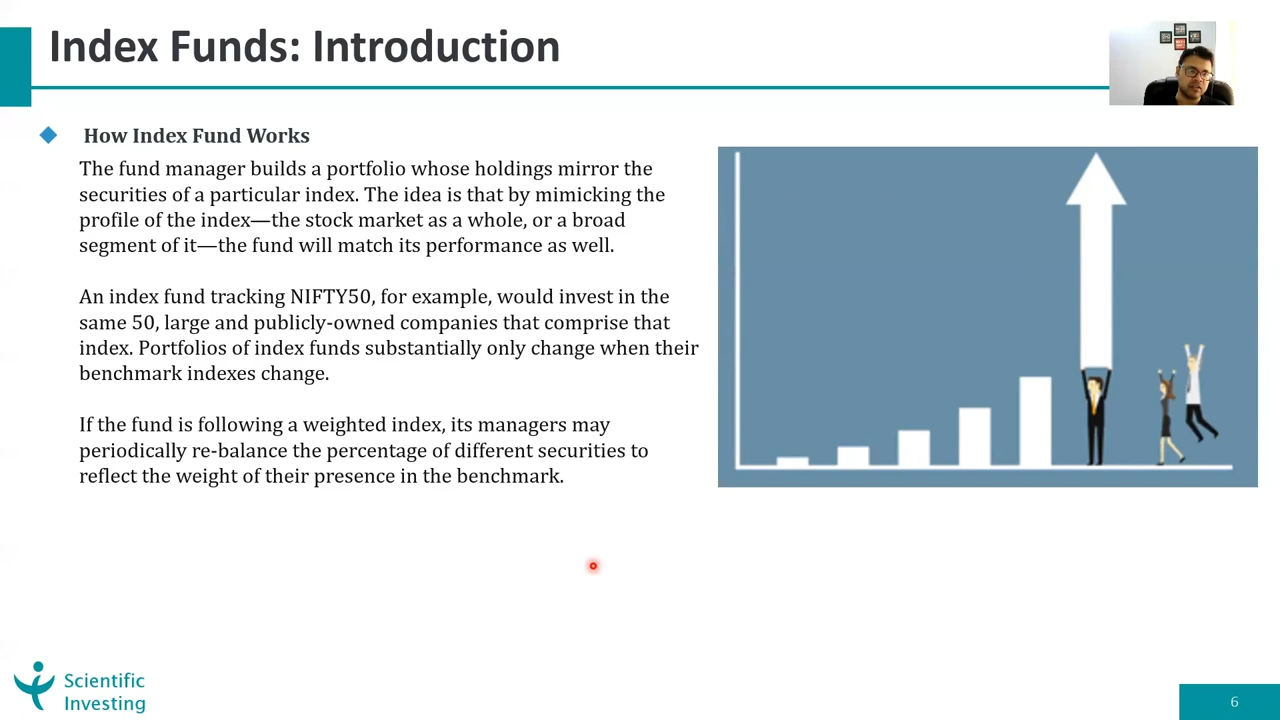 Index Funds: Introduction
How Index Fund Works
The fund manager builds a portfolio whose holdings mirror the
securities of a particular index. The idea is that by mimicking the
profile of the index—the stock market as a whole, or a broad
segment of it—the fund will match its performance as well.
An index fund tracking NIFTY50, for example, would invest in the
same 50, large and publicly-owned companies that comprise that
index. Portfolios of index funds substantially only change when their
benchmark indexes change.
If the fund is following a weighted index, its managers may
periodically re-balance the percentage of different securities to
reflect the weight of their presence in the benchmark.
Scientific
Investing
6